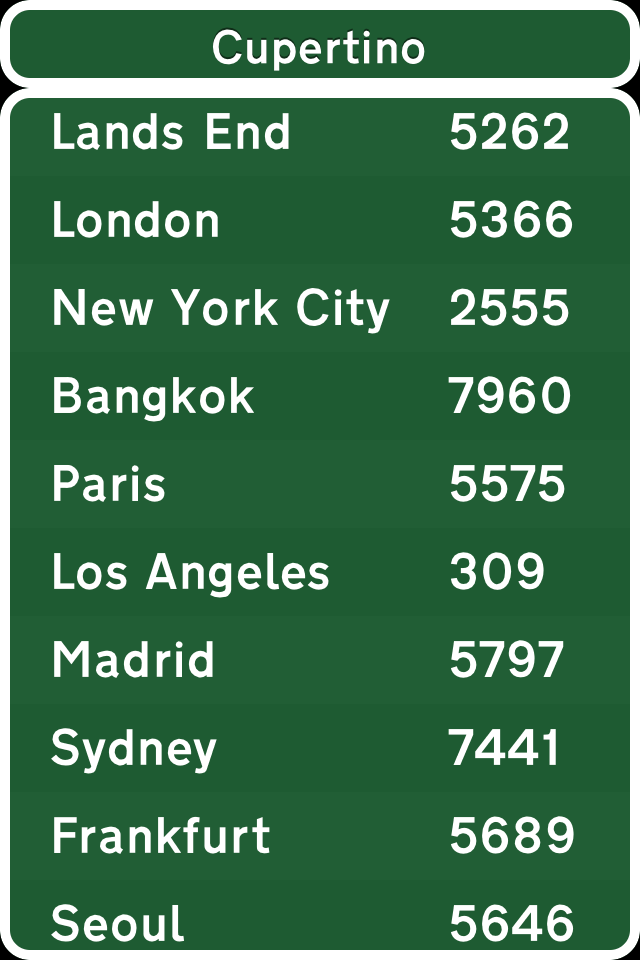 Cupertino
Lands End 5262
London 5366
New York City 2555
Bangkok 7960
Paris 5575
Los Angeles 309
Madrid 5797
Sydney 7441
Frankfurt 5689
Seoul 5646